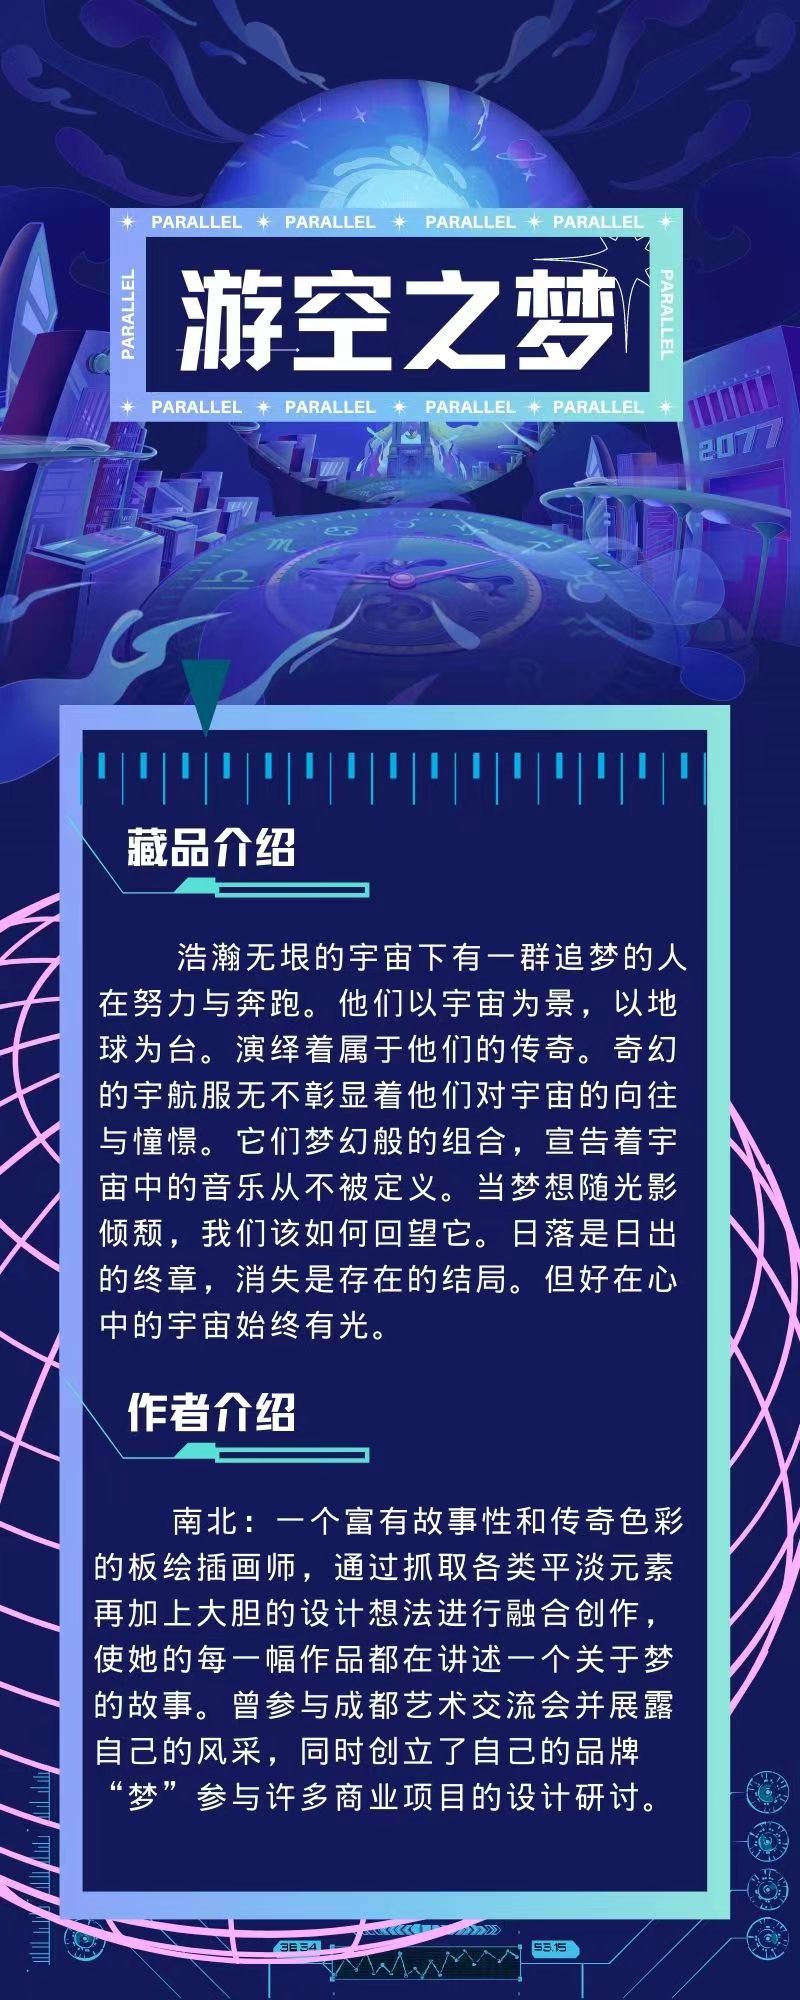 PARALLEL PARALLEL PARALLEL PARALLEL
PARALLEL
游空之梦
PARALLEL
PARALLEL PARALLEL PARALLEL PARALLEL
2077
藏品介绍
浩瀚无垠的宇宙下有一群追梦的人
在努力与奔跑。他们以宇宙为景，以地
球为台。演绎着属于他们的传奇。奇幻
的宇航服无不彰显着他们对宇宙的向往
与憧憬。它们梦幻般的组合，宣告着宇
宙中的音乐从不被定义。当梦想随光影
倾颓，我们该如何回望它。日落是日出
的终章，消失是存在的结局。但好在心
中的宇宙始终有光。
作者介绍
南北：一个富有故事性和传奇色彩
的板绘插画师，通过抓取各类平淡元素
再加上大胆的设计想法进行融合创作，
使她的每一幅作品都在讲述一个关于梦
的故事。曾参与成都艺术交流会并展露
自己的风采，同时创立了自己的品牌
“梦”参与许多商业项目的设计研讨。
36 34
53.15